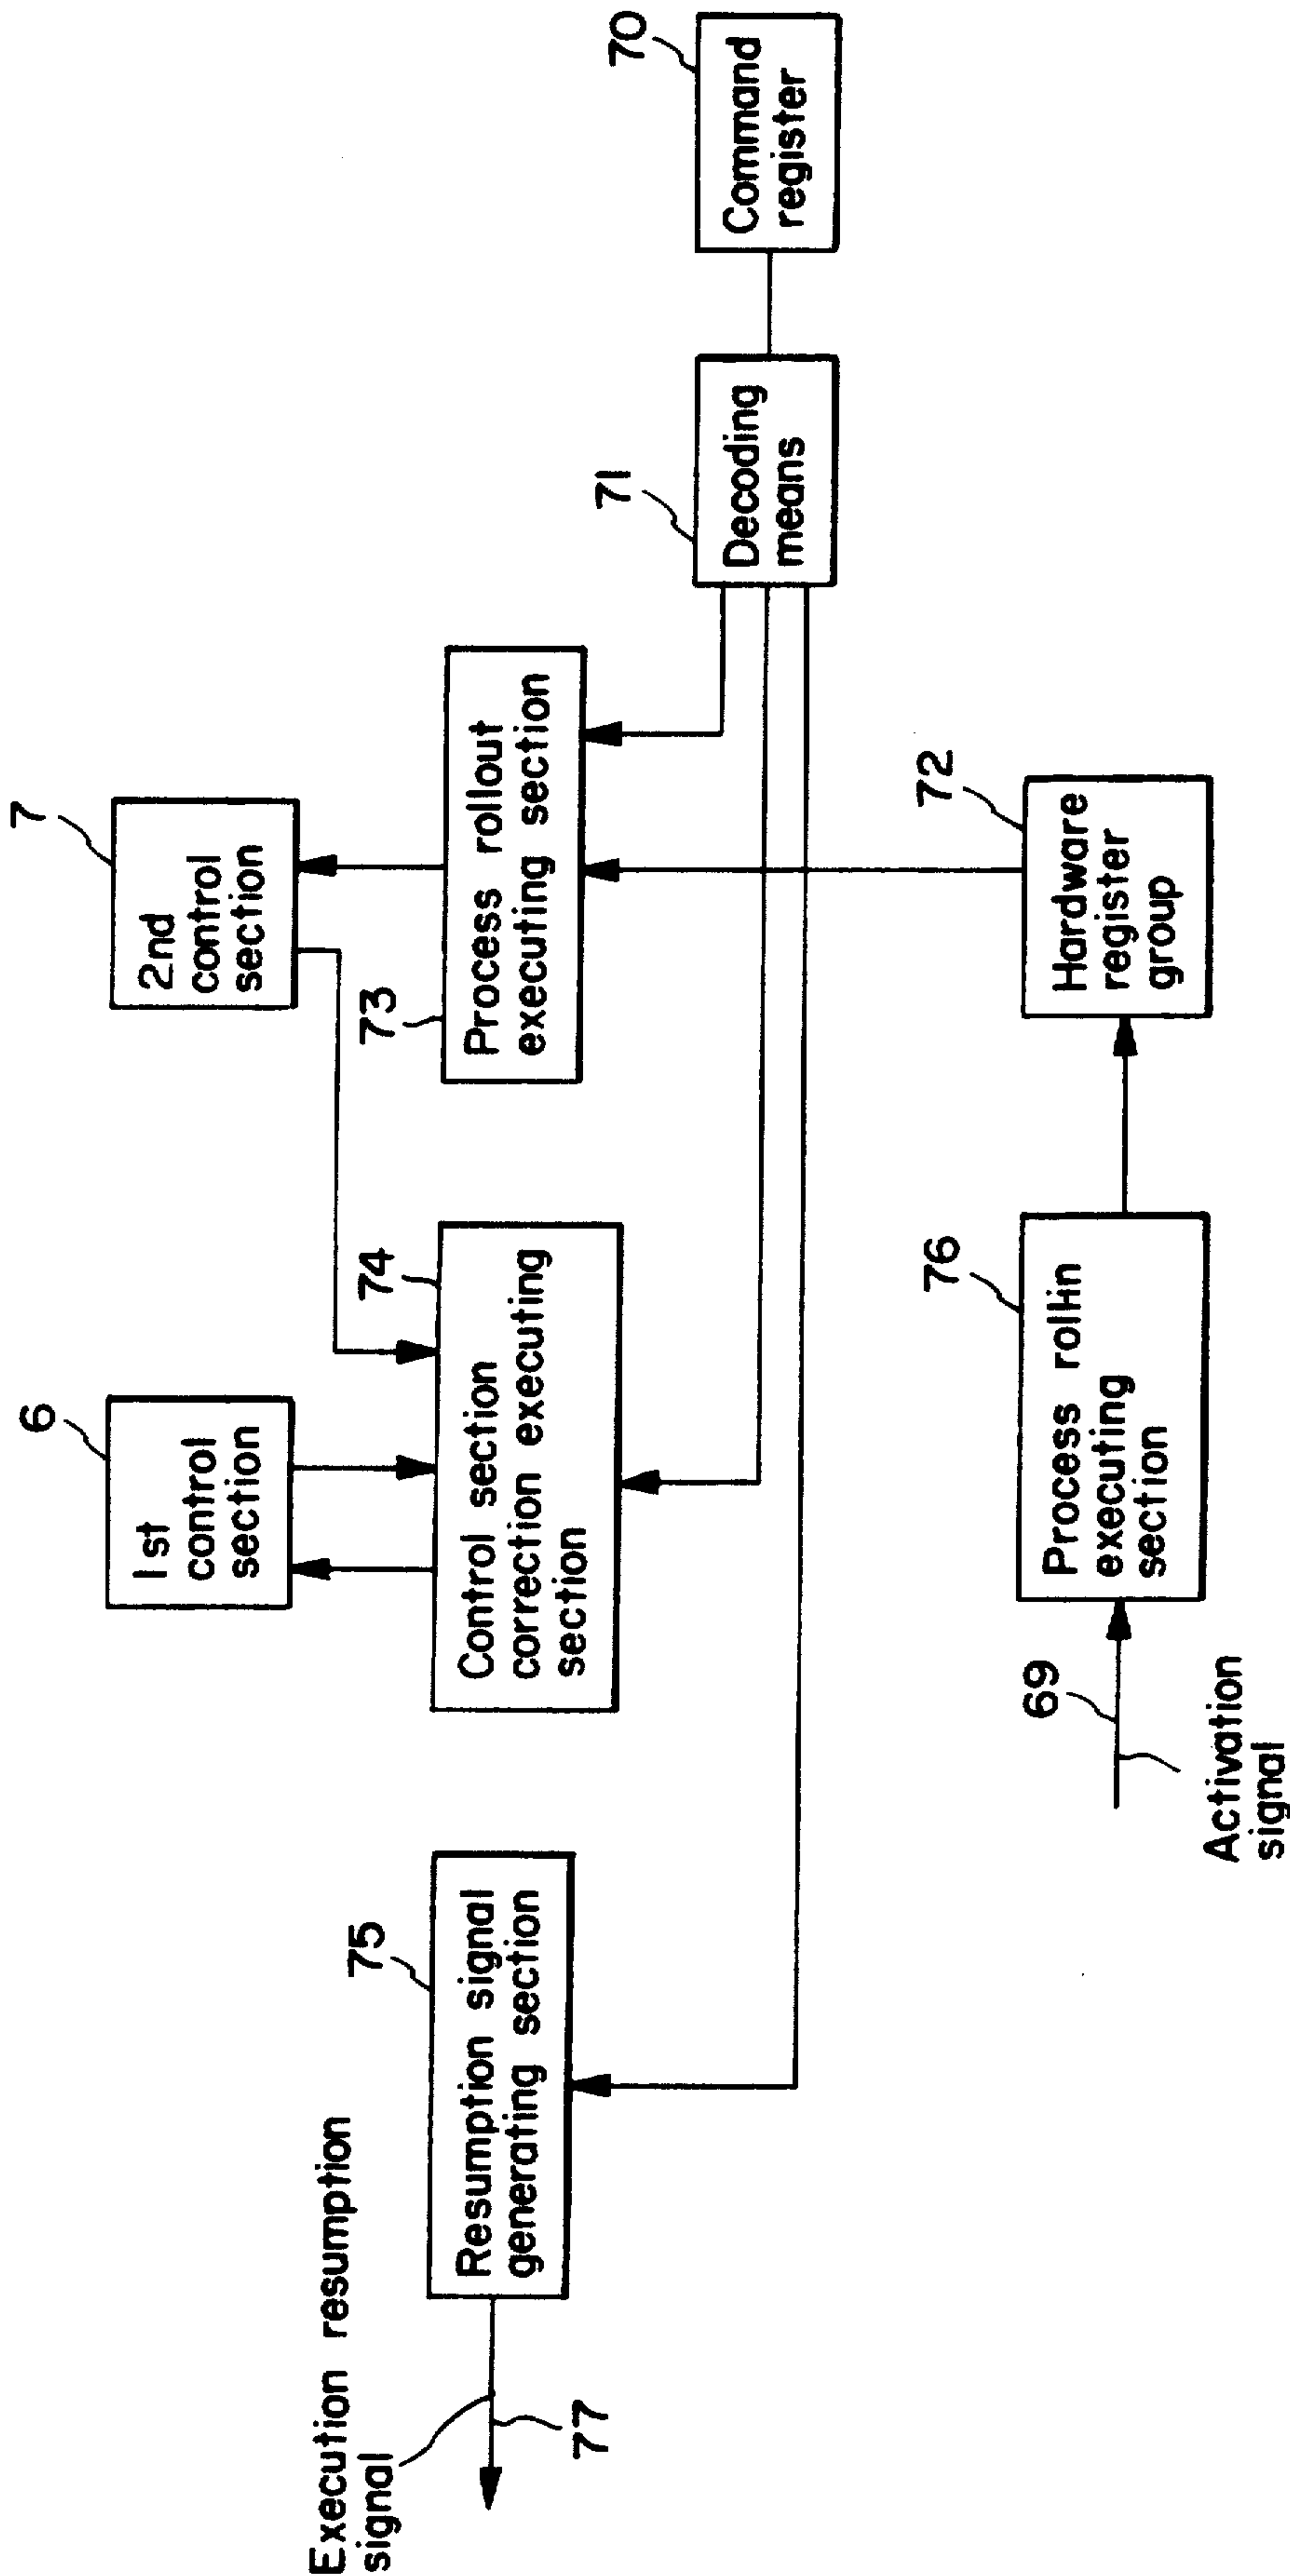 Execution resumption
signal
77
75
Resumption signal
generating section
6
1st
control
section
74
Control section
correction executing
section
7
2nd
control
section
73
Process rollout
executing section
71
Decoding
means
70
Command
register
Activation
signal
69
76
Process rollin
executing
section
72
Hardware
register
group